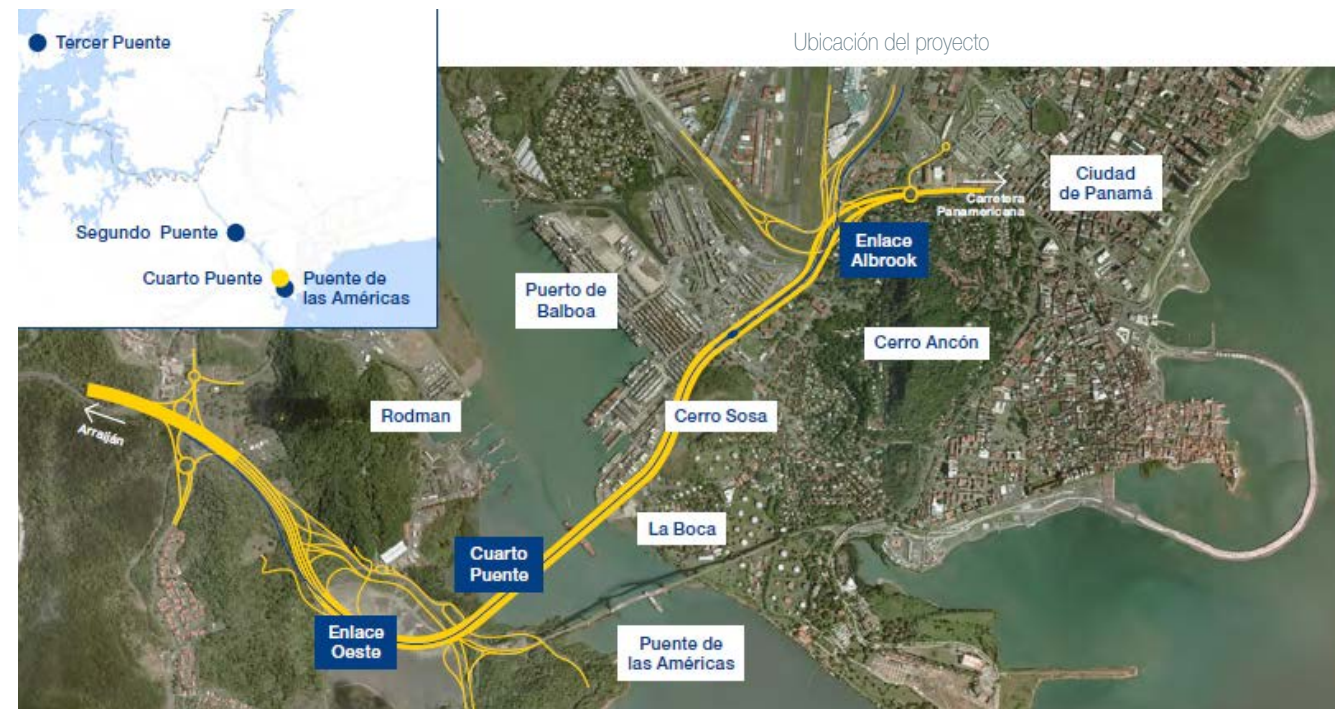 Tercer Puente
Segundo Puente
Cuarto Puente
Puente de
las Américas
Ubicación del proyecto
Ciudad
de Panamá
Carretera
Panamericana
Enlace
Albrook
Puerto de
Balboa
Cerro Ancón
Rodman
Cerro Sosa
Arraiján
La Boca
Cuarto
Puente
Enlace
Oeste
Puente de
las Américas